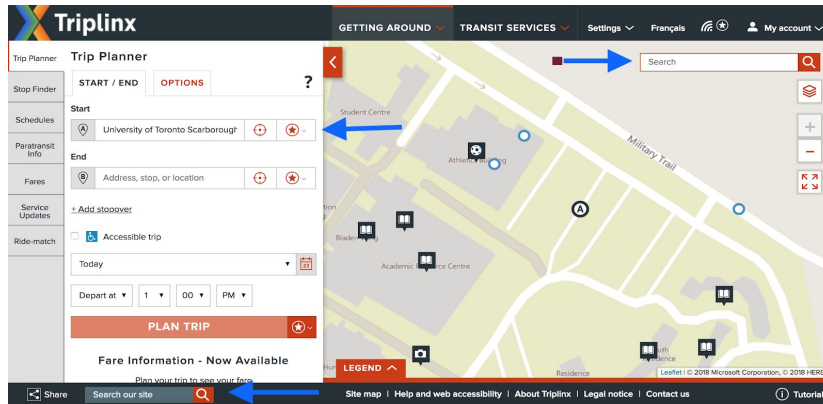 Triplinx
GETTING AROUND
TRANSIT SERVICES
Settings
Français
My account
Trip Planner
Stop Finder
Schedules
Paratransit
Info
Fares
Service
Updates
Ride-match
Trip Planner
START / END
OPTIONS
?
Start
A
University of Toronto Scarborough
End
B
Address, stop, or location
+ Add stopover
Accessible trip
Today
23
Depart at
1
00
PM
PLAN TRIP
Fare Information - Now Available
Plan your trip to see your fare
Search
Student Centre
Military Trail
A
Academic
Centre
Residence
LEGEND
Leaflet | © 2018 Microsoft Corporation, © 2018 HERE
Share
Search our site
Site map | Help and web accessibility | About Triplinx | Legal notice | Contact us
Tutorial